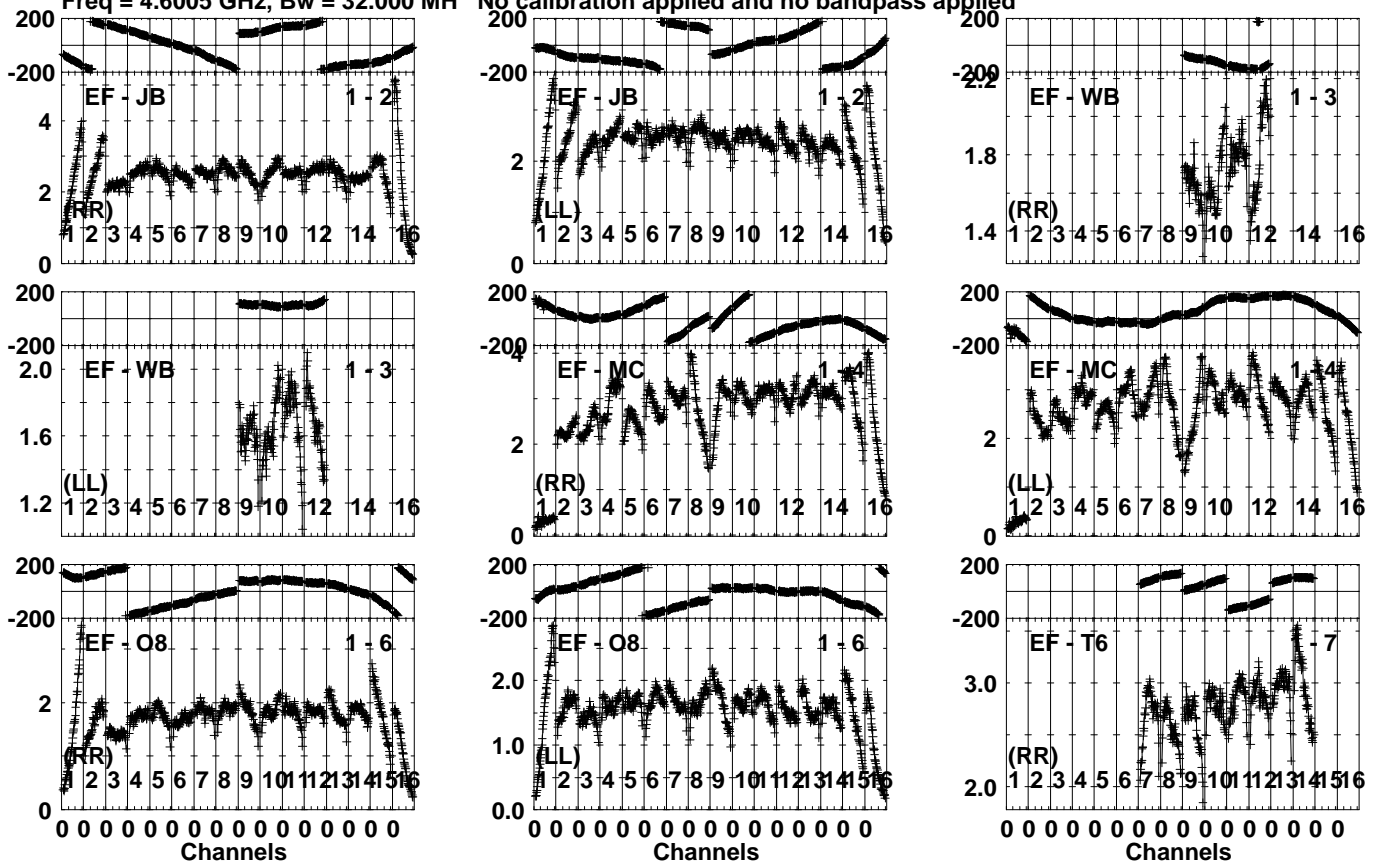 Freq = 4.6005 GHz, Bw = 32.000 MH No calibration applied and no bandpass applied
200
-200
EF - JB 1 - 2
4
2
(RR)
1 2 3 4 5 6 7 8 9 10 12 14 16
0
200
-200
EF - JB 1 - 2
2
(LL)
1 2 3 4 5 6 7 8 9 10 12 14 16
0
200
-200
2.2
EF - WB 1 - 3
1.8
(RR)
1 2 3 4 5 6 7 8 9 10 12 14 16
1.4
200
-200
2.0
EF - WB 1 - 3
1.6
(LL)
1 2 3 4 5 6 7 8 9 10 12 14 16
1.2
200
-200
4
EF - MC 1 - 4
2
(RR)
1 2 3 4 5 6 7 8 9 10 12 14 16
0
200
-200
EF - MC 1 - 4
2
(LL)
1 2 3 4 5 6 7 8 9 10 12 14 16
0
200
-200
EF - O8 1 - 6
2
(RR)
1 2 3 4 5 6 7 8 9 10 11 12 13 14 15 16
0
0 0 0 0 0 0 0 0 0 0 0 0 0 0 0 0
Channels
200
-200
EF - O8 1 - 6
2.0
1.0
(LL)
1 2 3 4 5 6 7 8 9 10 11 12 13 14 15 16
0.0
0 0 0 0 0 0 0 0 0 0 0 0 0 0 0 0
Channels
200
-200
EF - T6 - 7
3.0
(RR)
1 2 3 4 5 6 7 8 9 10 11 12 13 14 15 16
2.0
0 0 0 0 0 0 0 0 0 0 0 0 0 0 0 0
Channels